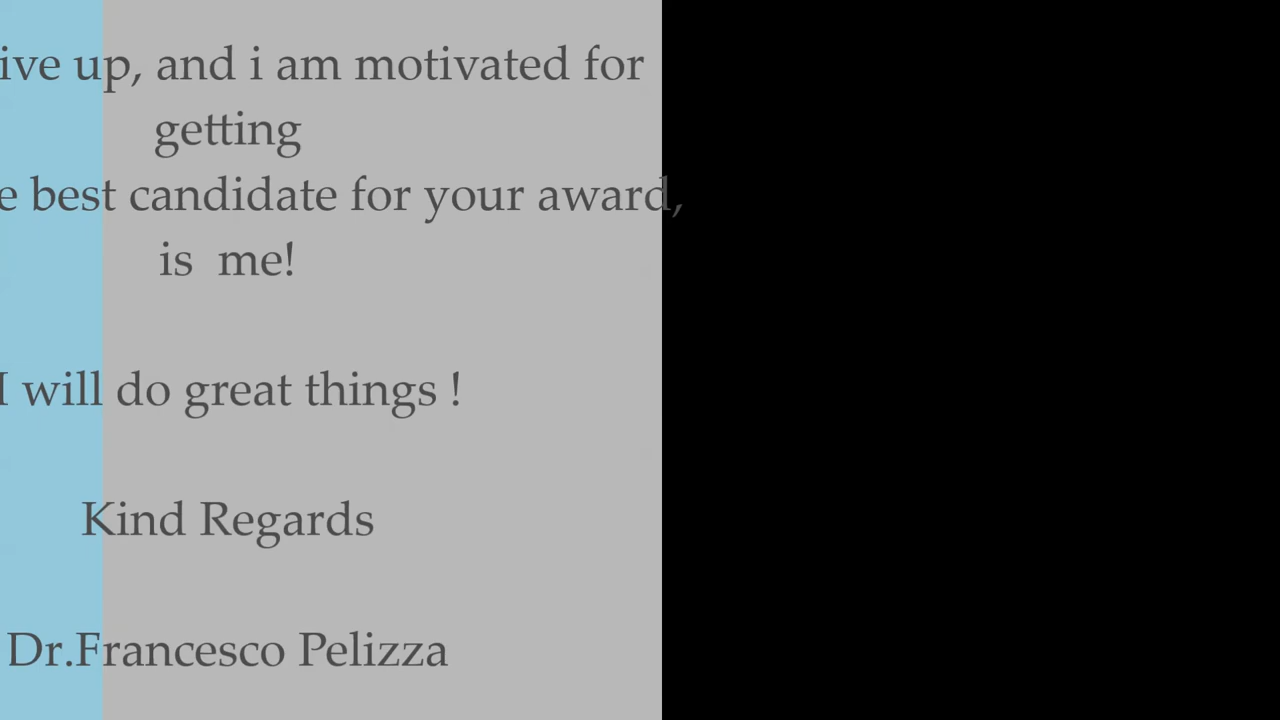 ive up, and i am motivated for
getting
e best candidate for your award,
is me!
I will do great things !
Kind Regards
Dr.Francesco Pelizza